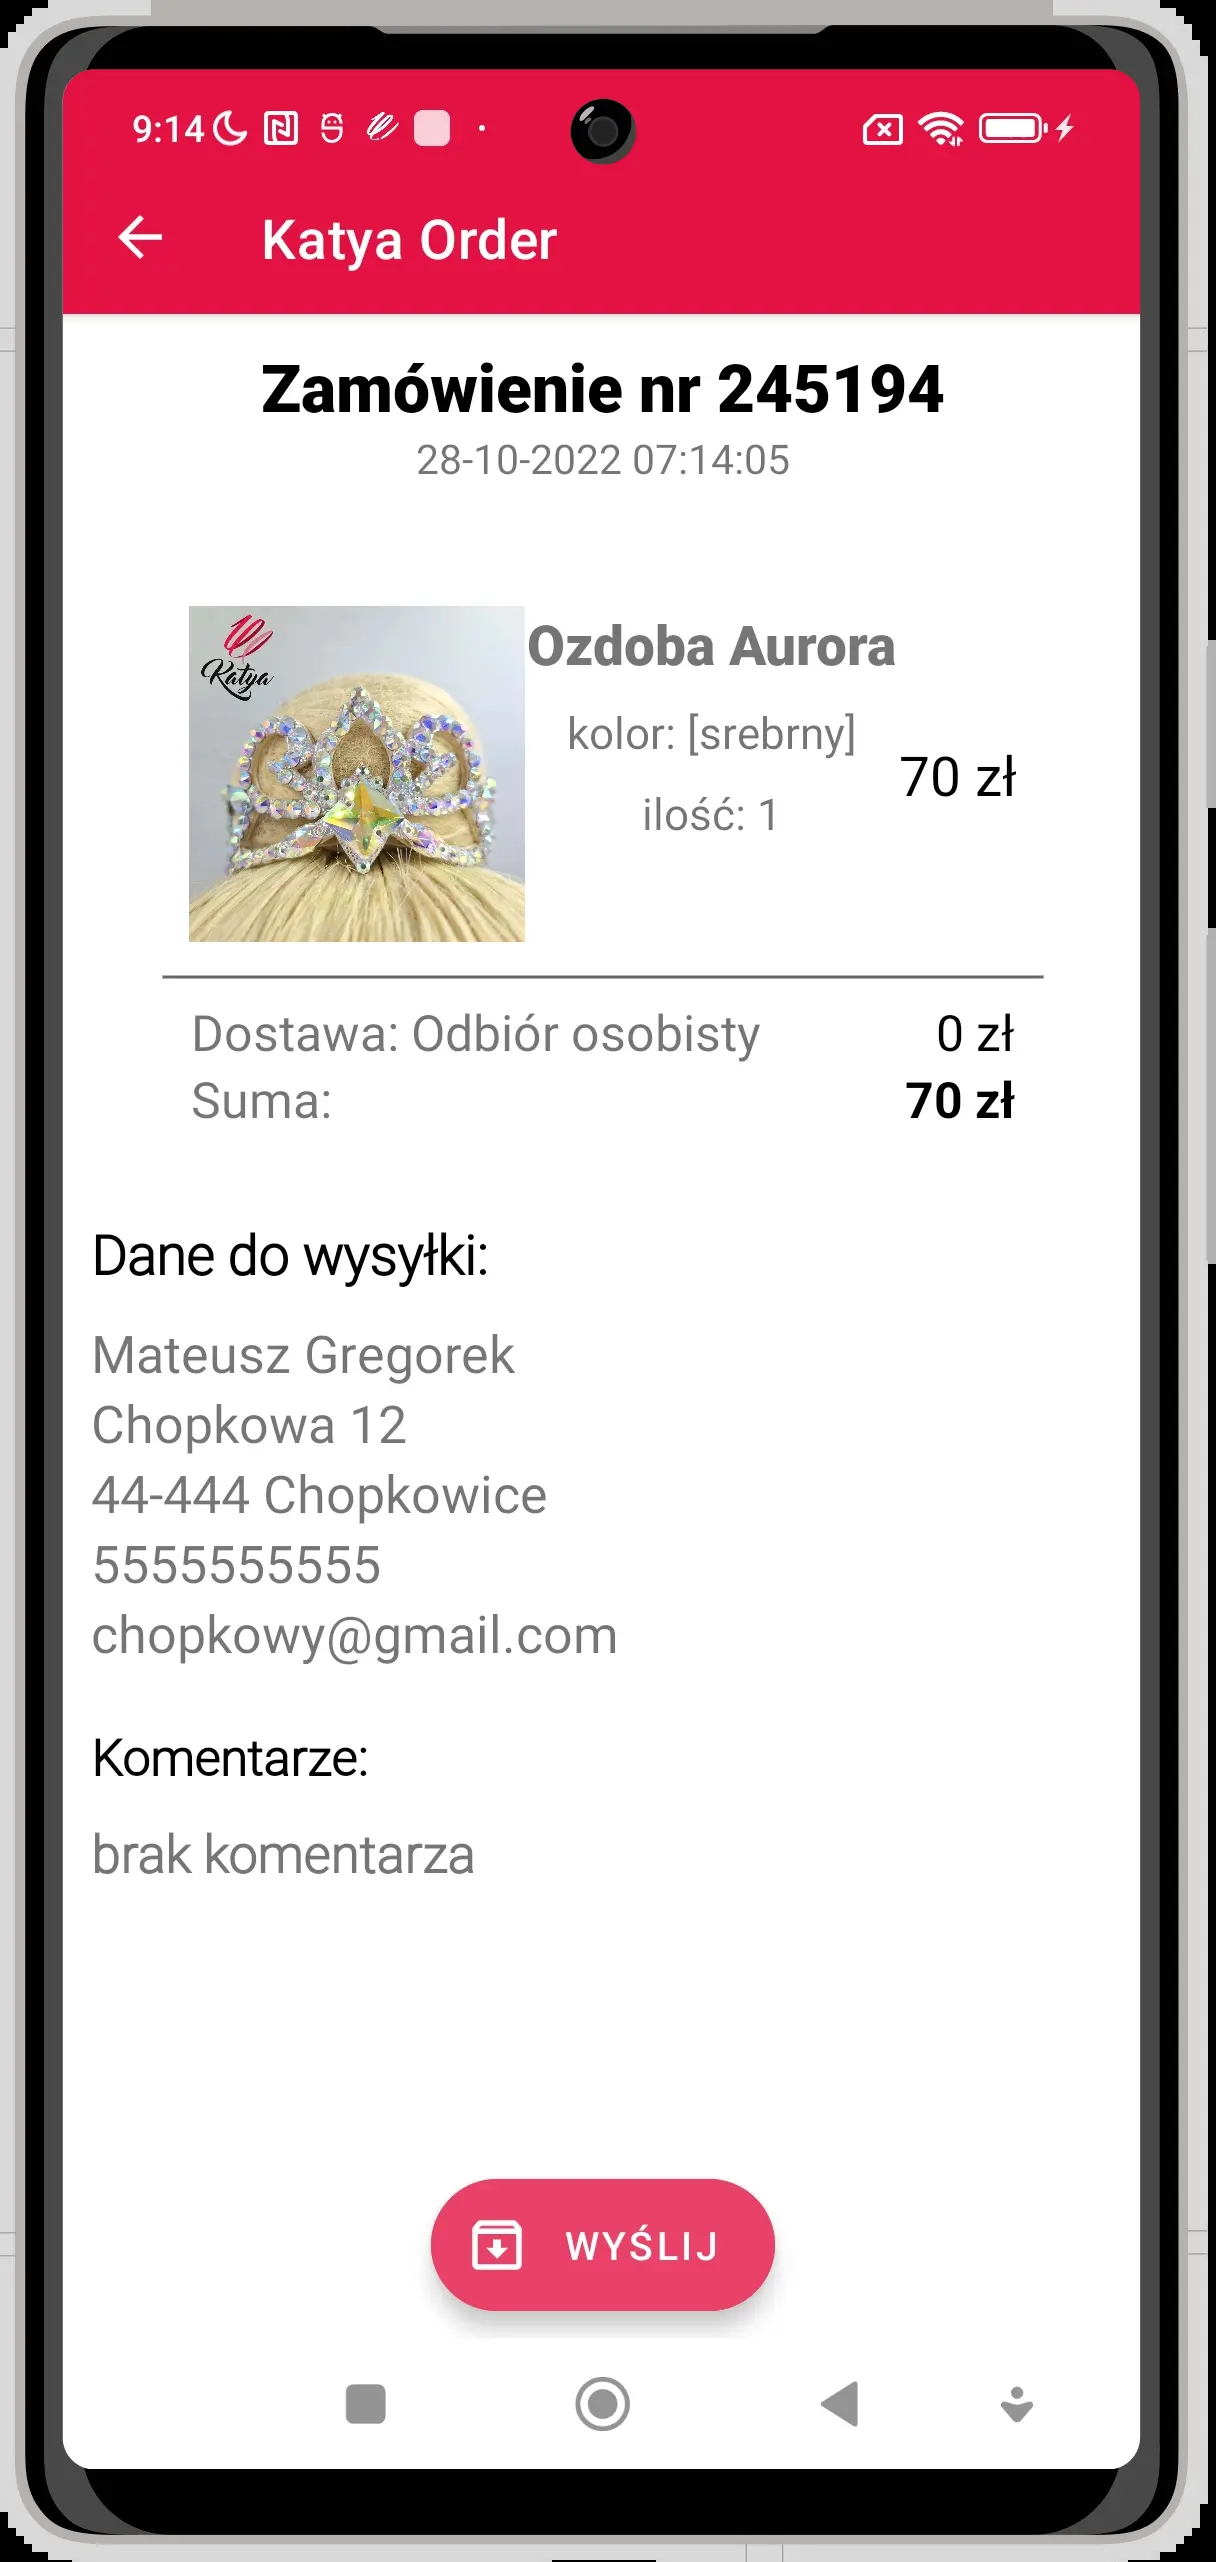 9:14
Katya Order
Zamówienie nr 245194
28-10-2022 07:14:05
Katya
Ozdoba Aurora
kolor: [srebrny]
ilość: 1
70 zł
Dostawa: Odbiór osobisty 0 zł
Suma: 70 zł
Dane do wysyłki:
Mateusz Gregorek
Chopkowa 12
44-444 Chopkowice
5555555555
chopkowy@gmail.com
Komentarze:
brak komentarza
WYŚLIJ